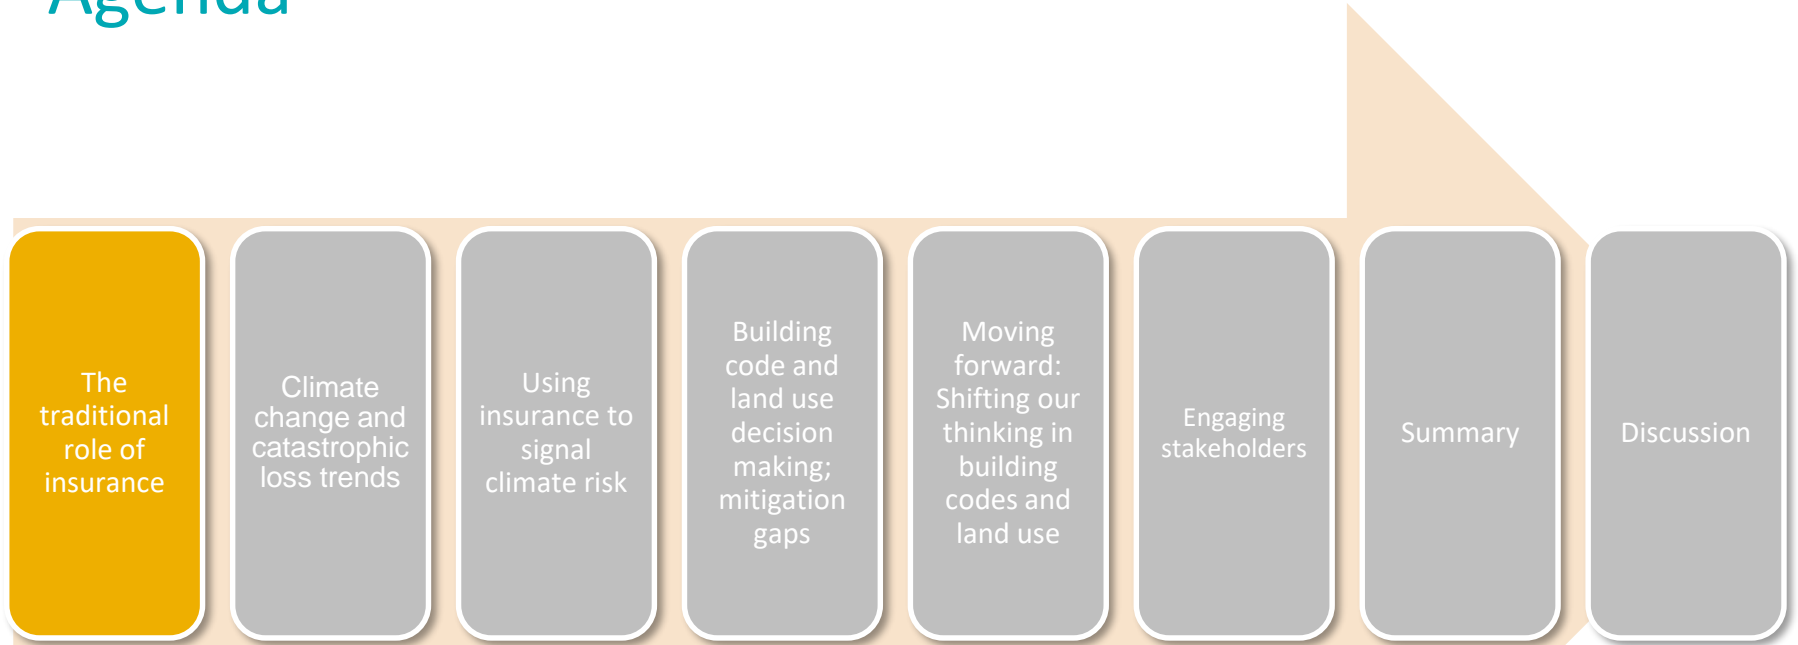 Agenda
The
traditional
role of
insurance
Climate
change and
catastrophic
loss trends
Using
insurance to
signal
climate risk
Building
code and
land use
decision
making;
mitigation
gaps
Moving
forward:
Shifting our
thinking in
building
codes and
land use
Engaging
stakeholders
Summary
Discussion